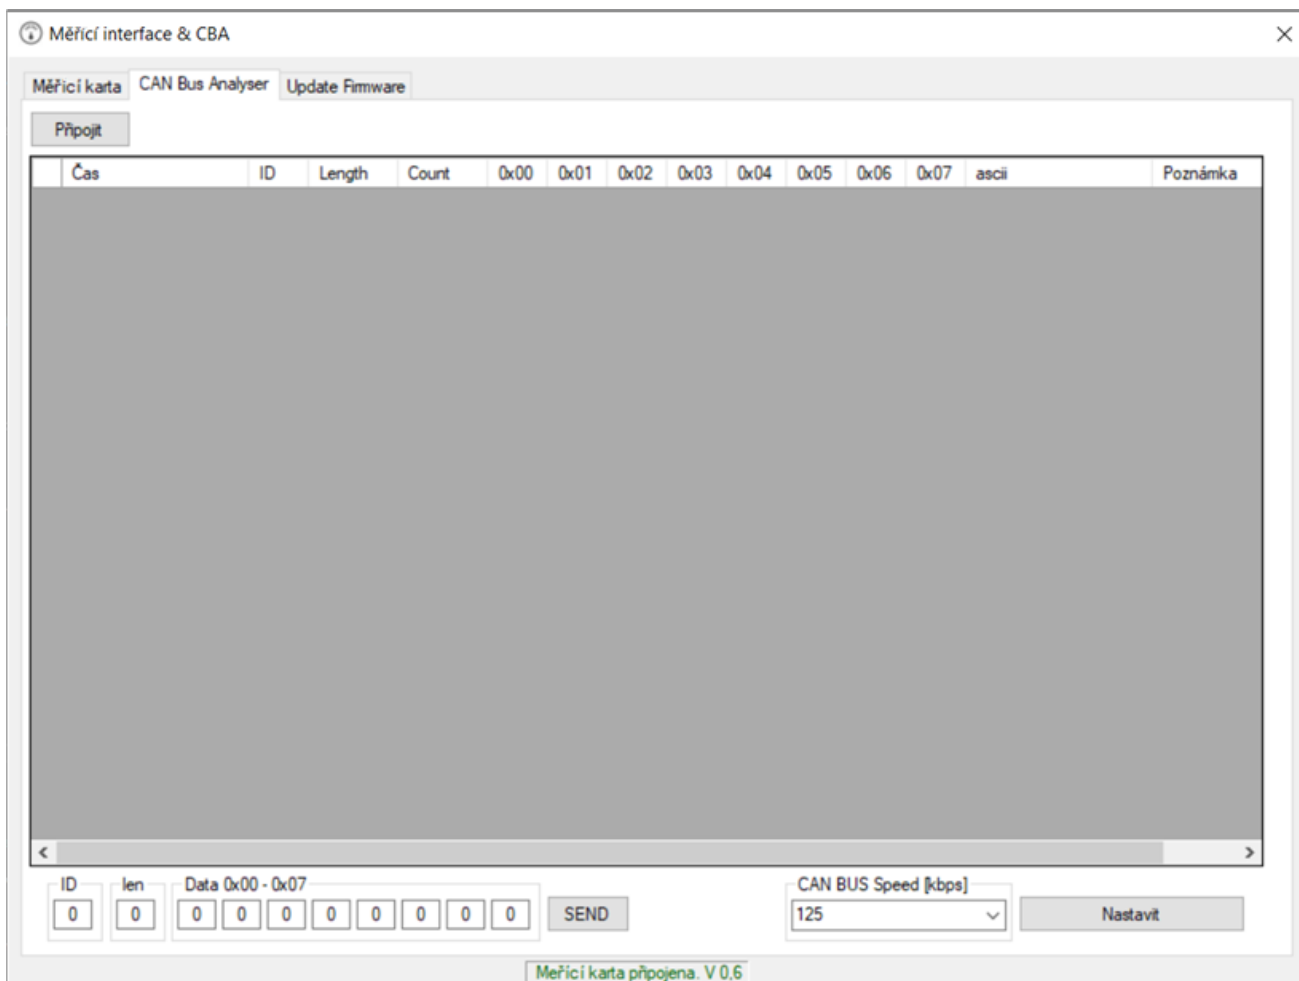 Měřící interface & CBA
Měřicí karta CAN Bus Analyser Update Firmware
Připojit
Čas ID Length Count 0x00 0x01 0x02 0x03 0x04 0x05 0x06 0x07 ascii Poznámka
ID len Data 0x00 - 0x07 CAN BUS Speed [kbps]
0 0 0 0 0 0 0 0 0 0 SEND 125 Nastavit
Meřící karta připojena. V 0,6